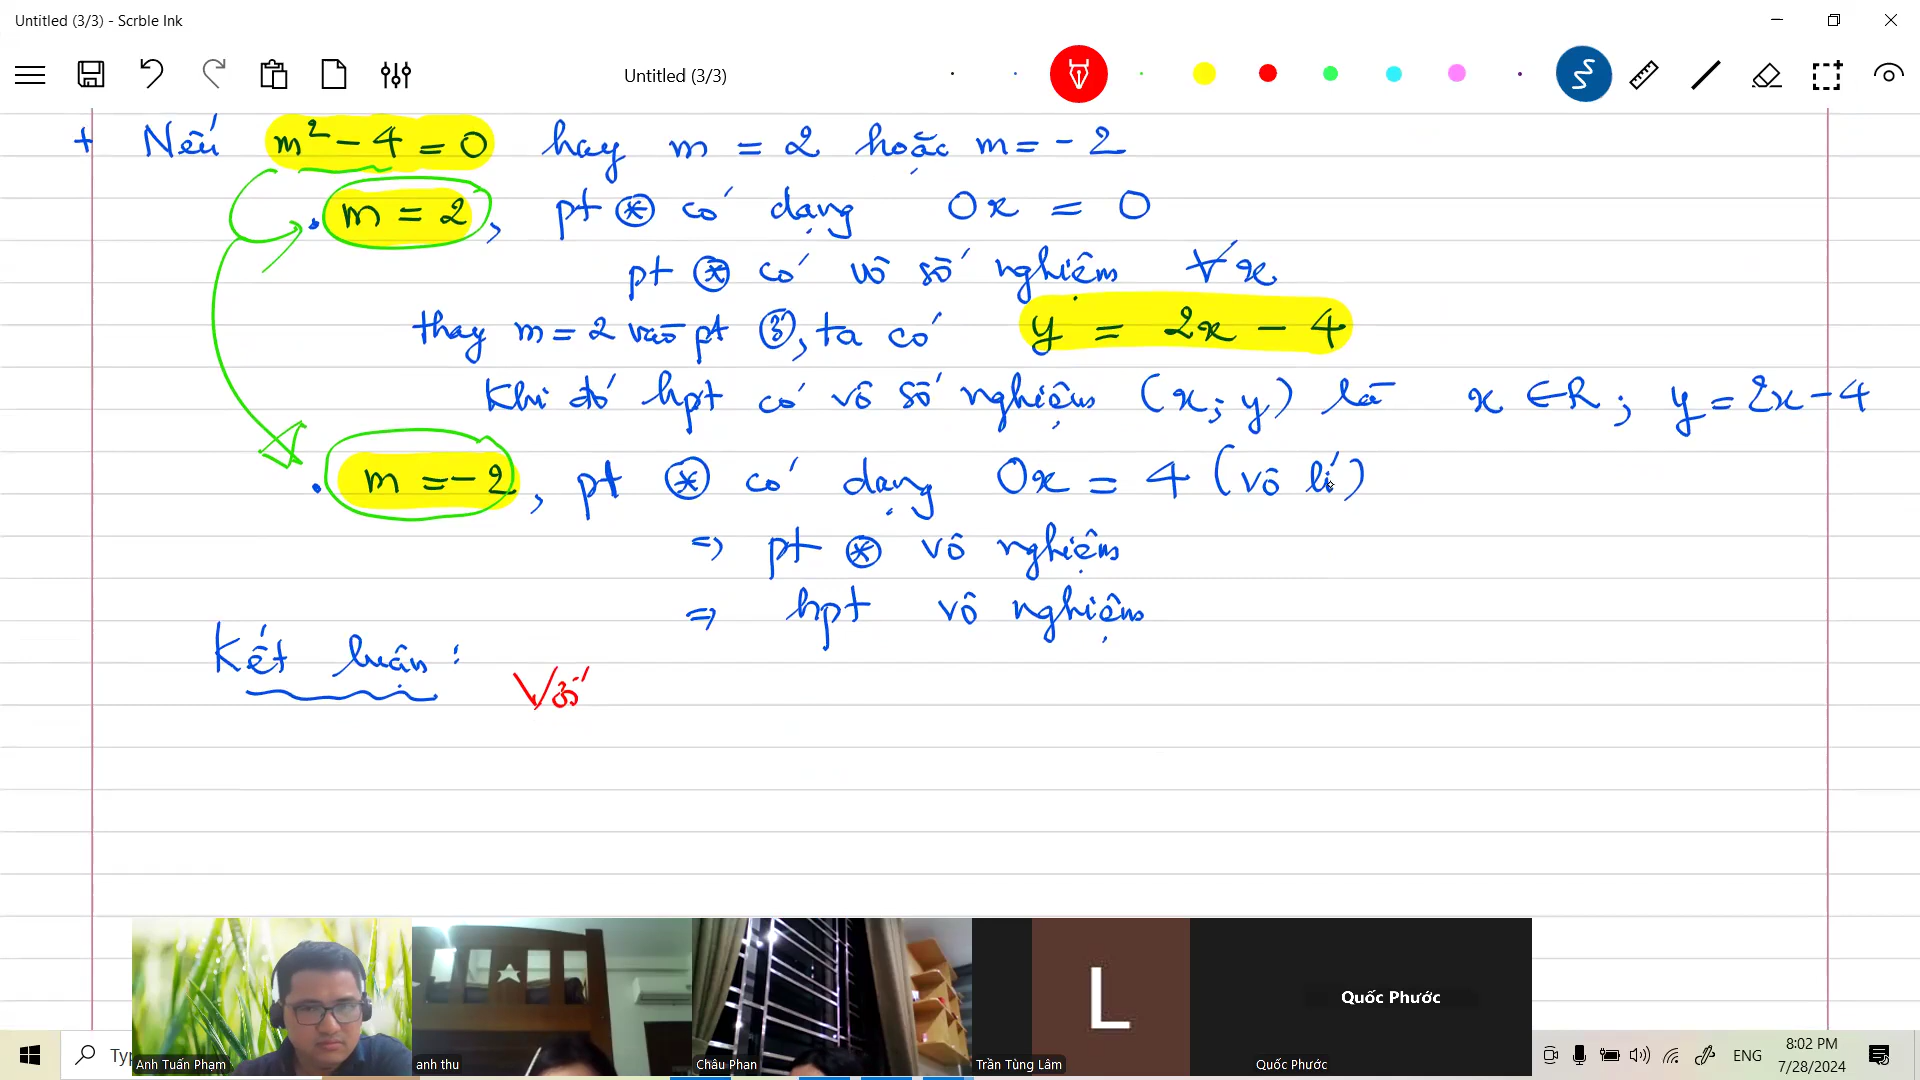 Untitled (3/3) - Scrble Ink
Untitled (3/3)
+ Nếu m² - 4 = 0 hay m = 2 hoặc m = - 2
. m = 2, pt ⊛ có dạng 0x = 0
pt ⊛ có vô số nghiệm ∀x
thay m = 2 vào pt ③, ta có y = 2x - 4
Khi đó hpt có vô số nghiệm (x; y) là x ∈ R; y = 2x - 4
. m = - 2, pt ⊛ có dạng 0x = 4 (vô lí)
⇒ pt ⊛ vô nghiệm
⇒ hpt vô nghiệm
Kết luận:
Với
L
Quốc Phước
Anh Tuấn Phạm
anh thu
Châu Phan
Trần Tùng Lâm
Quốc Phước
Typ
ENG
8:02 PM
7/28/2024